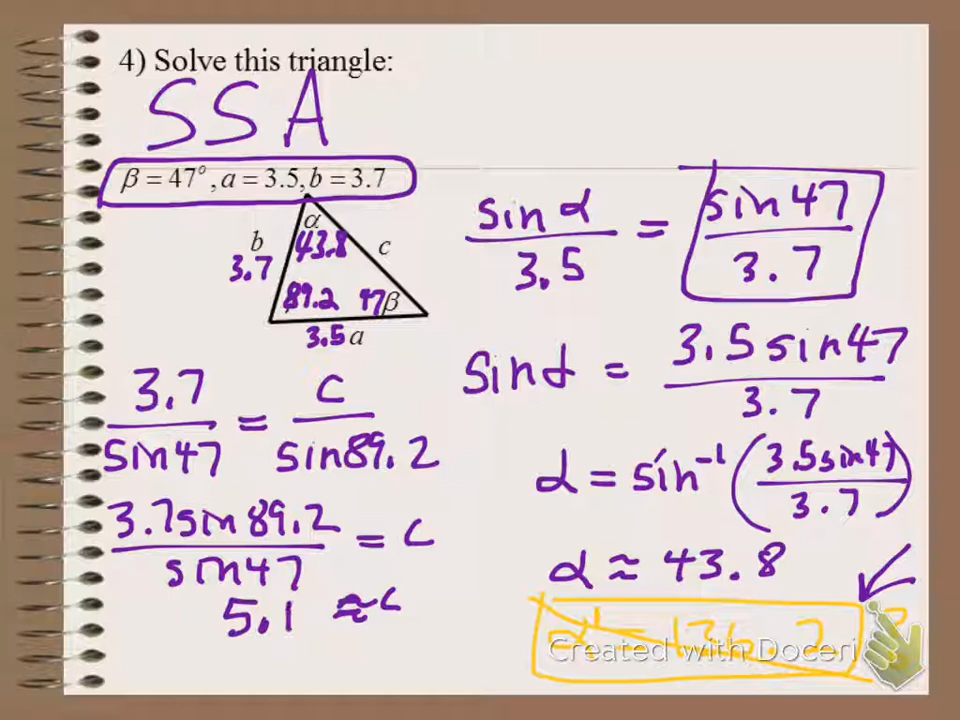 4) Solve this triangle:
SSA
β = 47°, a = 3.5, b = 3.7
α
43.8
b
3.7
c
89.2
47 β
3.5 a
sin α / 3.5 = sin 47 / 3.7
sin α = 3.5 sin 47 / 3.7
α = sin⁻¹ (3.5 sin 47 / 3.7)
α ≈ 43.8
3.7 / sin 47 = c / sin 89.2
3.7 sin 89.2 / sin 47 = c
5.1 ≈ c
Created with Doceri